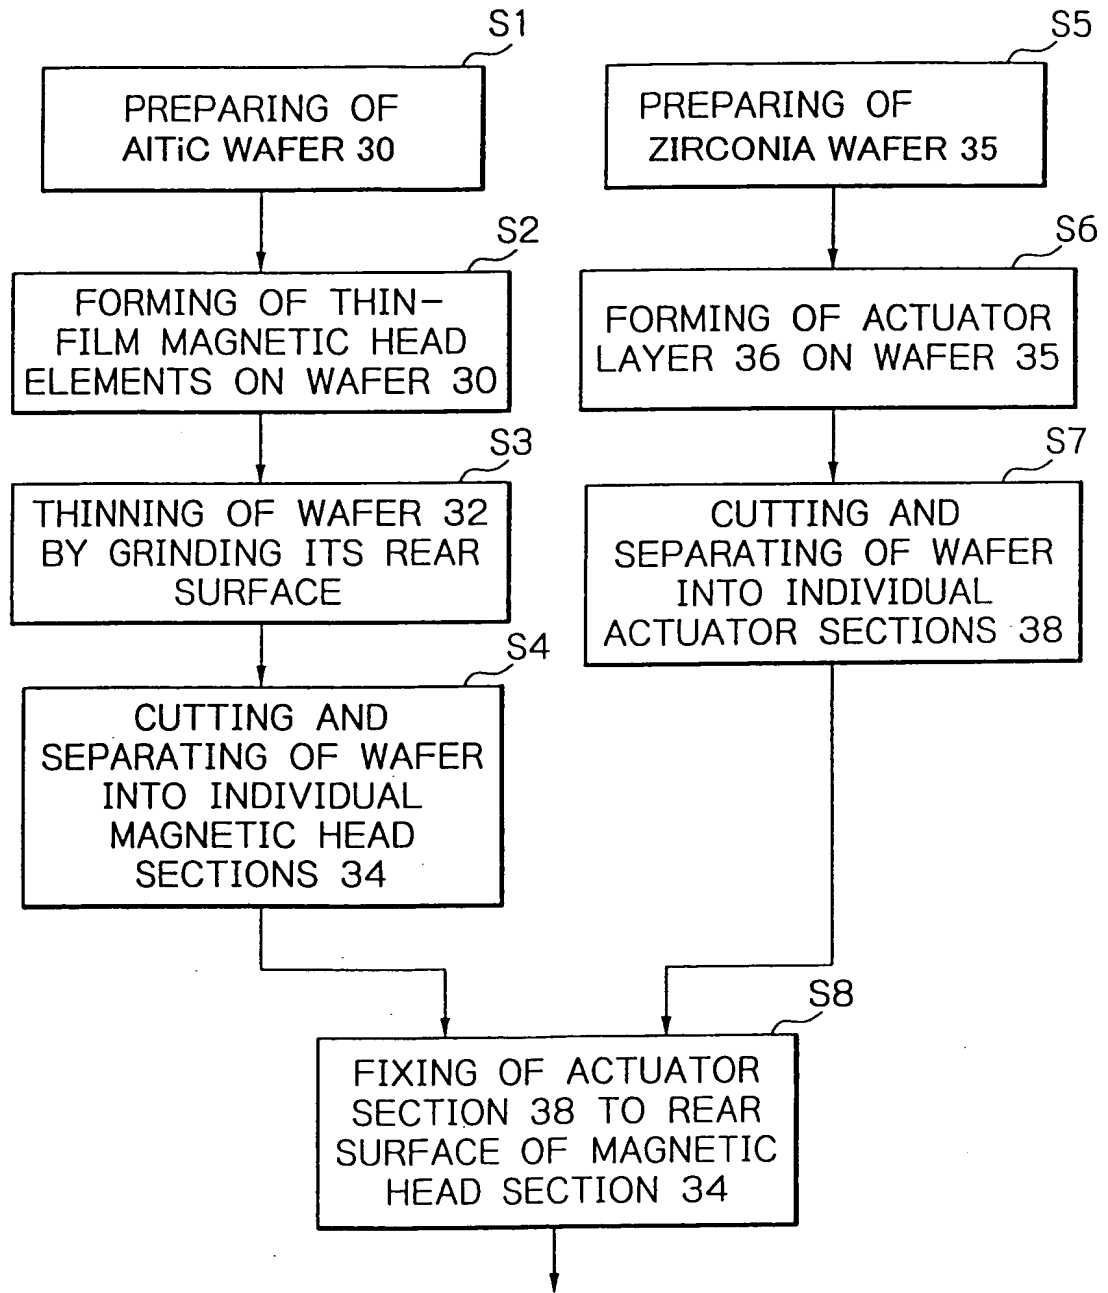 S1
PREPARING OF
AlTiC WAFER 30
S2
FORMING OF THIN-
FILM MAGNETIC HEAD
ELEMENTS ON WAFER 30
S3
THINNING OF WAFER 32
BY GRINDING ITS REAR
SURFACE
S4
CUTTING AND
SEPARATING OF WAFER
INTO INDIVIDUAL
MAGNETIC HEAD
SECTIONS 34
S5
PREPARING OF
ZIRCONIA WAFER 35
S6
FORMING OF ACTUATOR
LAYER 36 ON WAFER 35
S7
CUTTING AND
SEPARATING OF WAFER
INTO INDIVIDUAL
ACTUATOR SECTIONS 38
S8
FIXING OF ACTUATOR
SECTION 38 TO REAR
SURFACE OF MAGNETIC
HEAD SECTION 34